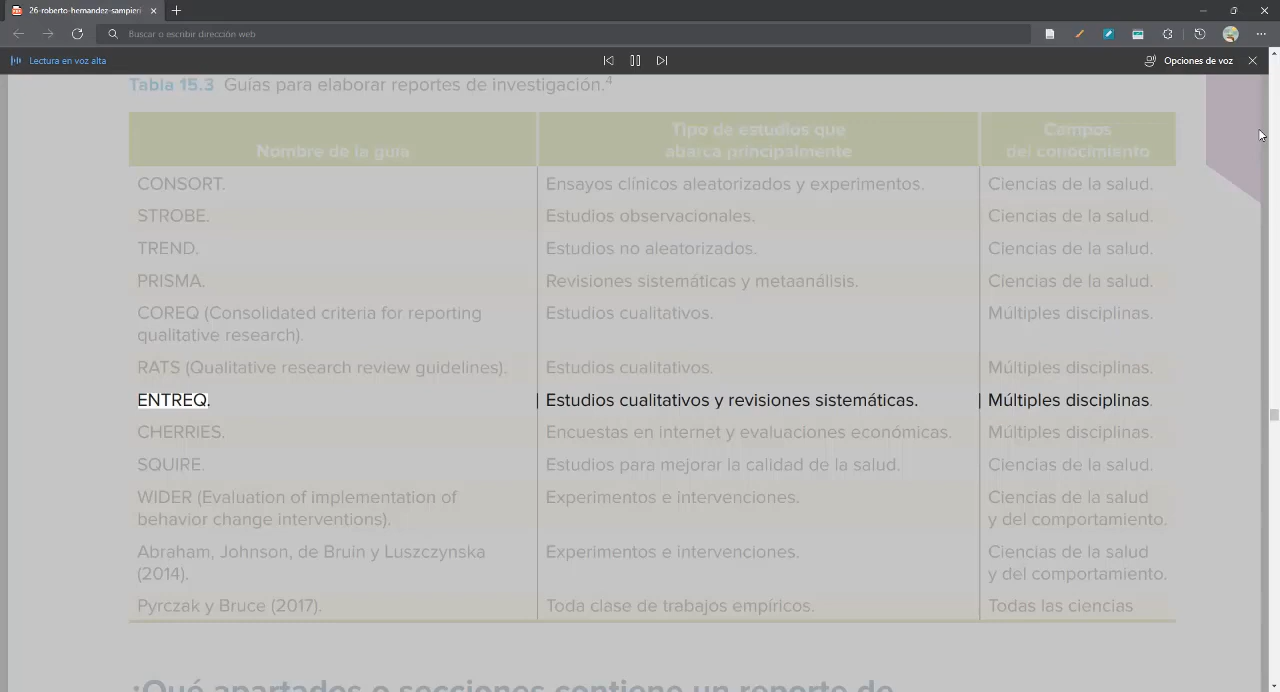 26-roberto-hernandez-sampieri
Buscar o escribir dirección web
Lectura en voz alta
Opciones de voz
Tabla 15.3 Guías para elaborar reportes de investigación.4
Nombre de la guía
Tipo de estudios que
abarca principalmente
Campos
del conocimiento
CONSORT. Ensayos clínicos aleatorizados y experimentos. Ciencias de la salud.
STROBE. Estudios observacionales. Ciencias de la salud.
TREND. Estudios no aleatorizados. Ciencias de la salud.
PRISMA. Revisiones sistemáticas y metaanálisis. Ciencias de la salud.
COREQ (Consolidated criteria for reporting
qualitative research).
Estudios cualitativos. Múltiples disciplinas.
RATS (Qualitative research review guidelines). Estudios cualitativos. Múltiples disciplinas.
ENTREQ. Estudios cualitativos y revisiones sistemáticas. Múltiples disciplinas.
CHERRIES. Encuestas en internet y evaluaciones económicas. Múltiples disciplinas.
SQUIRE. Estudios para mejorar la calidad de la salud. Ciencias de la salud.
WIDER (Evaluation of implementation of
behavior change interventions).
Experimentos e intervenciones.
Ciencias de la salud
y del comportamiento.
Abraham, Johnson, de Bruin y Luszczynska
(2014).
Experimentos e intervenciones.
Ciencias de la salud
y del comportamiento.
Pyrczak y Bruce (2017). Toda clase de trabajos empíricos. Todas las ciencias
¿Qué apartados o secciones contiene un reporte de